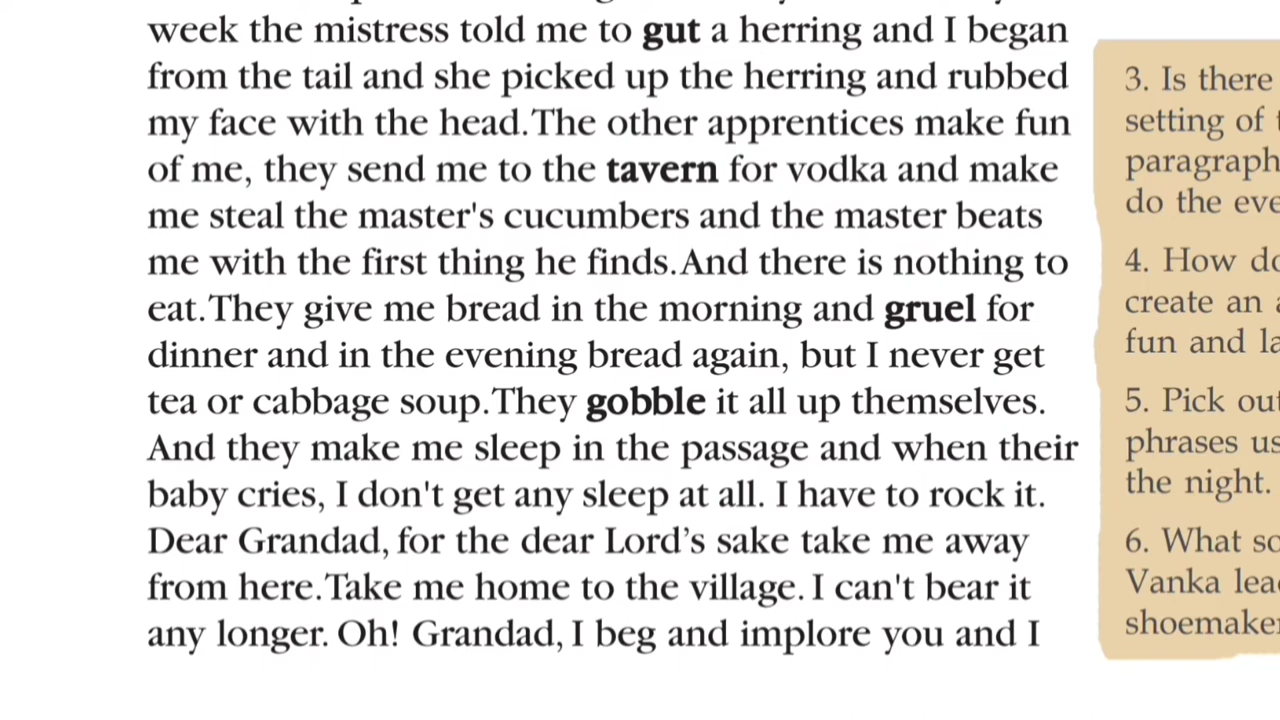 week the mistress told me to gut a herring and I began
from the tail and she picked up the herring and rubbed
my face with the head. The other apprentices make fun
of me, they send me to the tavern for vodka and make
me steal the master's cucumbers and the master beats
me with the first thing he finds. And there is nothing to
eat. They give me bread in the morning and gruel for
dinner and in the evening bread again, but I never get
tea or cabbage soup. They gobble it all up themselves.
And they make me sleep in the passage and when their
baby cries, I don't get any sleep at all. I have to rock it.
Dear Grandad, for the dear Lord’s sake take me away
from here. Take me home to the village. I can't bear it
any longer. Oh! Grandad, I beg and implore you and I
3. Is there
setting of
paragraph
do the
4. How
create an
fun and
5. Pick
phrases
the night.
6. What
Vanka